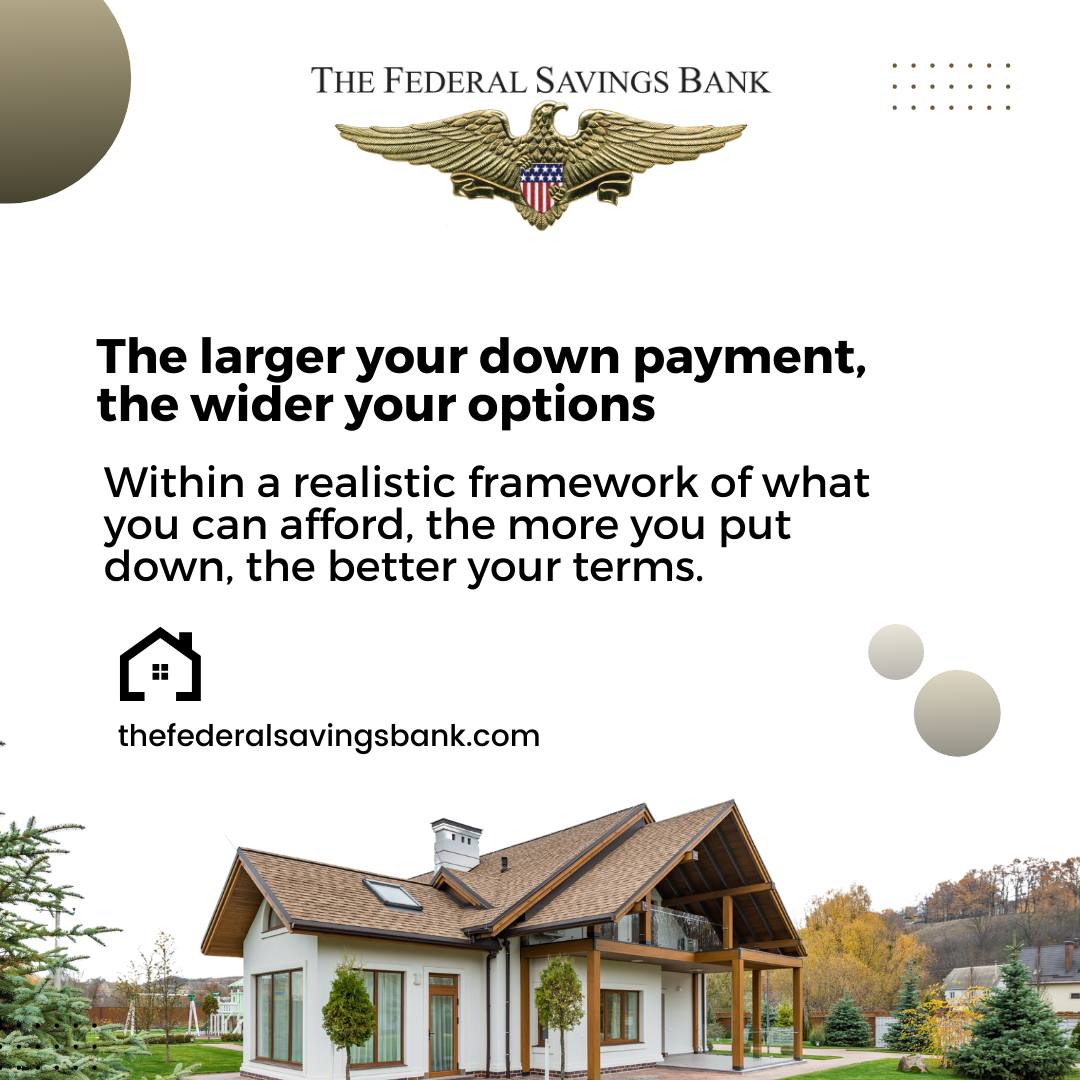 THE FEDERAL SAVINGS BANK
The larger your down payment,
the wider your options
Within a realistic framework of what
you can afford, the more you put
down, the better your terms.
thefederalsavingsbank.com